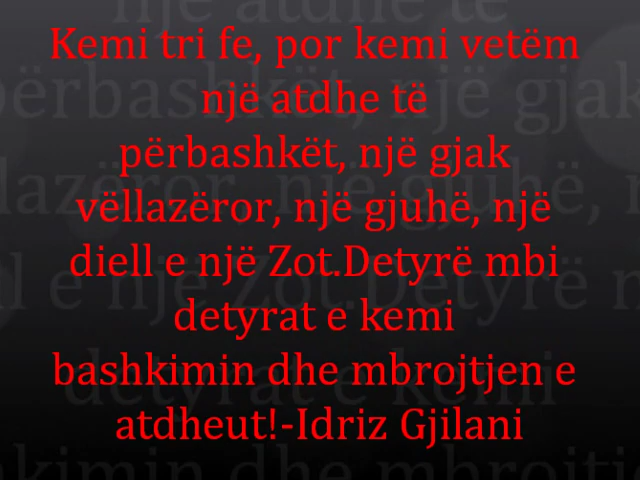 Kemi tri fe, por kemi vetëm
një atdhe të
përbashkët, një gjak
vëllazëror, një gjuhë, një
diell e një Zot.Detyrë mbi
detyrat e kemi
bashkimin dhe mbrojtjen e
atdheut!-Idriz Gjilani